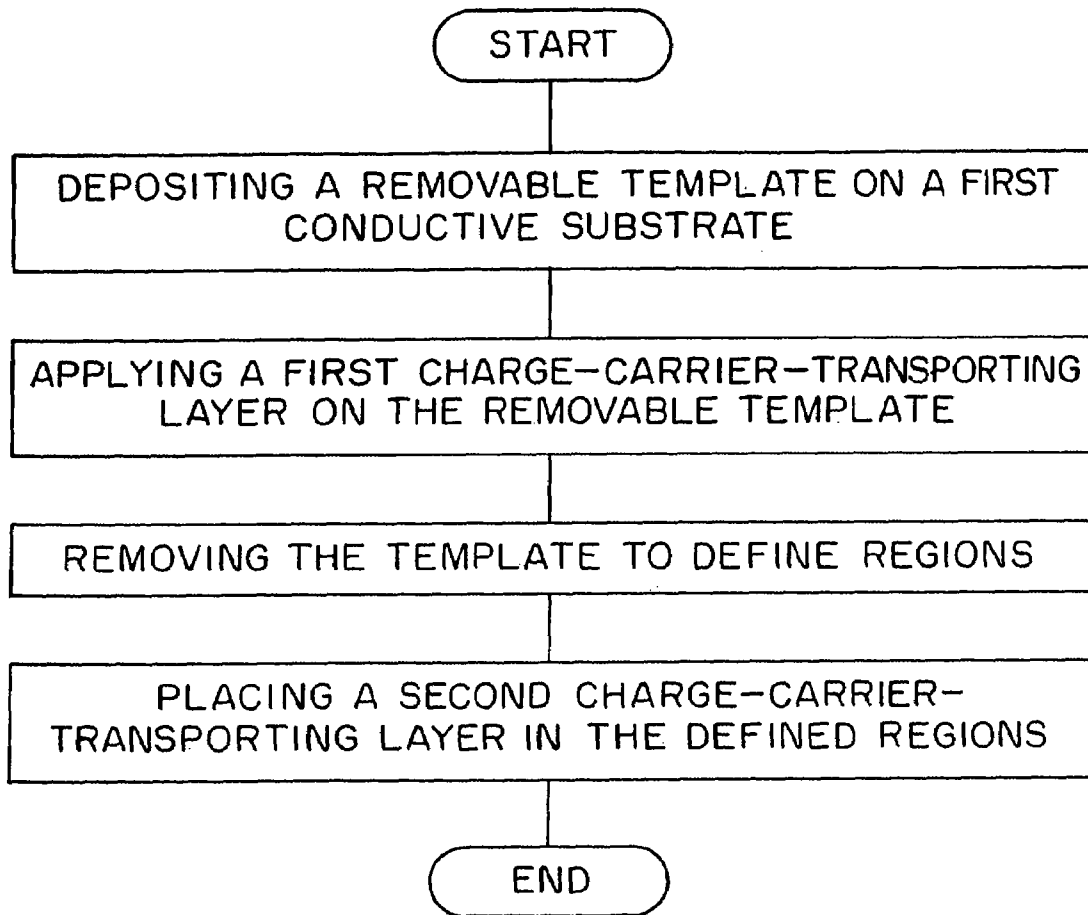 START
DEPOSITING A REMOVABLE TEMPLATE ON A FIRST
CONDUCTIVE SUBSTRATE
APPLYING A FIRST CHARGE-CARRIER-TRANSPORTING
LAYER ON THE REMOVABLE TEMPLATE
REMOVING THE TEMPLATE TO DEFINE REGIONS
PLACING A SECOND CHARGE-CARRIER-
TRANSPORTING LAYER IN THE DEFINED REGIONS
END